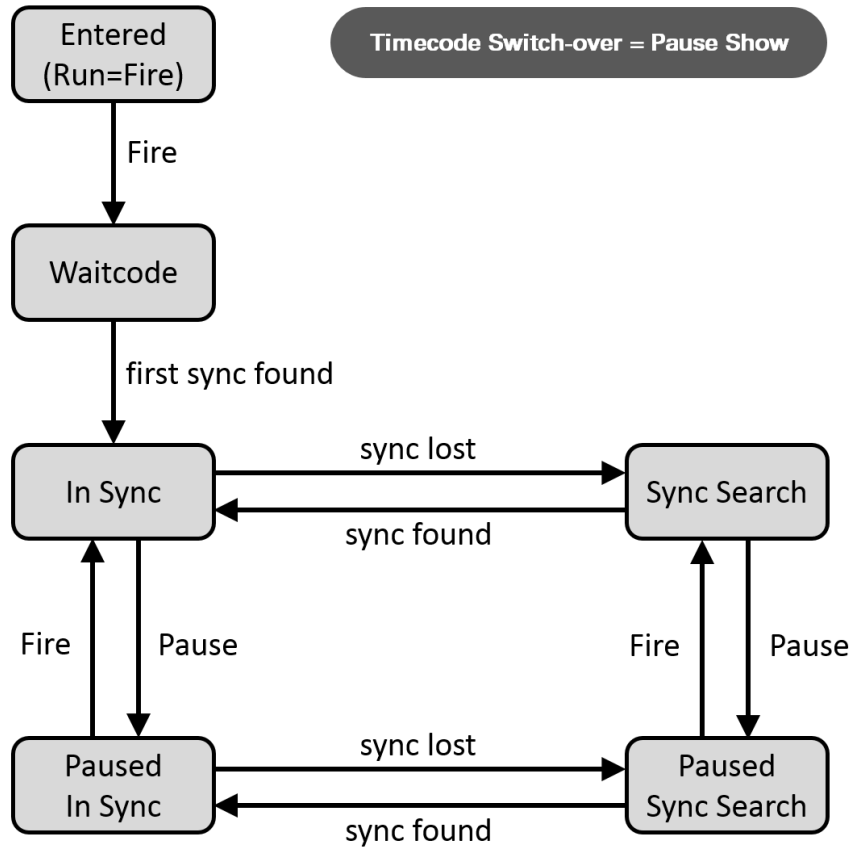 Entered
(Run=Fire)
Timecode Switch-over = Pause Show
Fire
Waitcode
first sync found
In Sync
sync lost
sync found
Sync Search
Fire
Pause
Fire
Pause
Paused
In Sync
sync lost
sync found
Paused
Sync Search